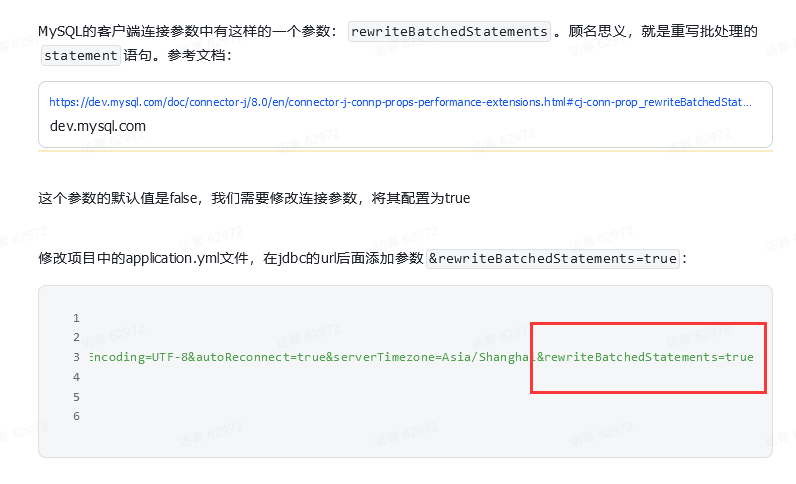 MySQL的客户端连接参数中有这样的一个参数：rewriteBatchedStatements。顾名思义，就是重写批处理的
statement语句。参考文档：
https://dev.mysql.com/doc/connector-j/8.0/en/connector-j-connp-props-performance-extensions.html#cj-conn-prop_rewriteBatchedStat...
dev.mysql.com
这个参数的默认值是false，我们需要修改连接参数，将其配置为true
修改项目中的application.yml文件，在jdbc的url后面添加参数&rewriteBatchedStatements=true：
1
2
3 Encoding=UTF-8&autoReconnect=true&serverTimezone=Asia/Shanghai&rewriteBatchedStatements=true
4
5
6
访客 62972